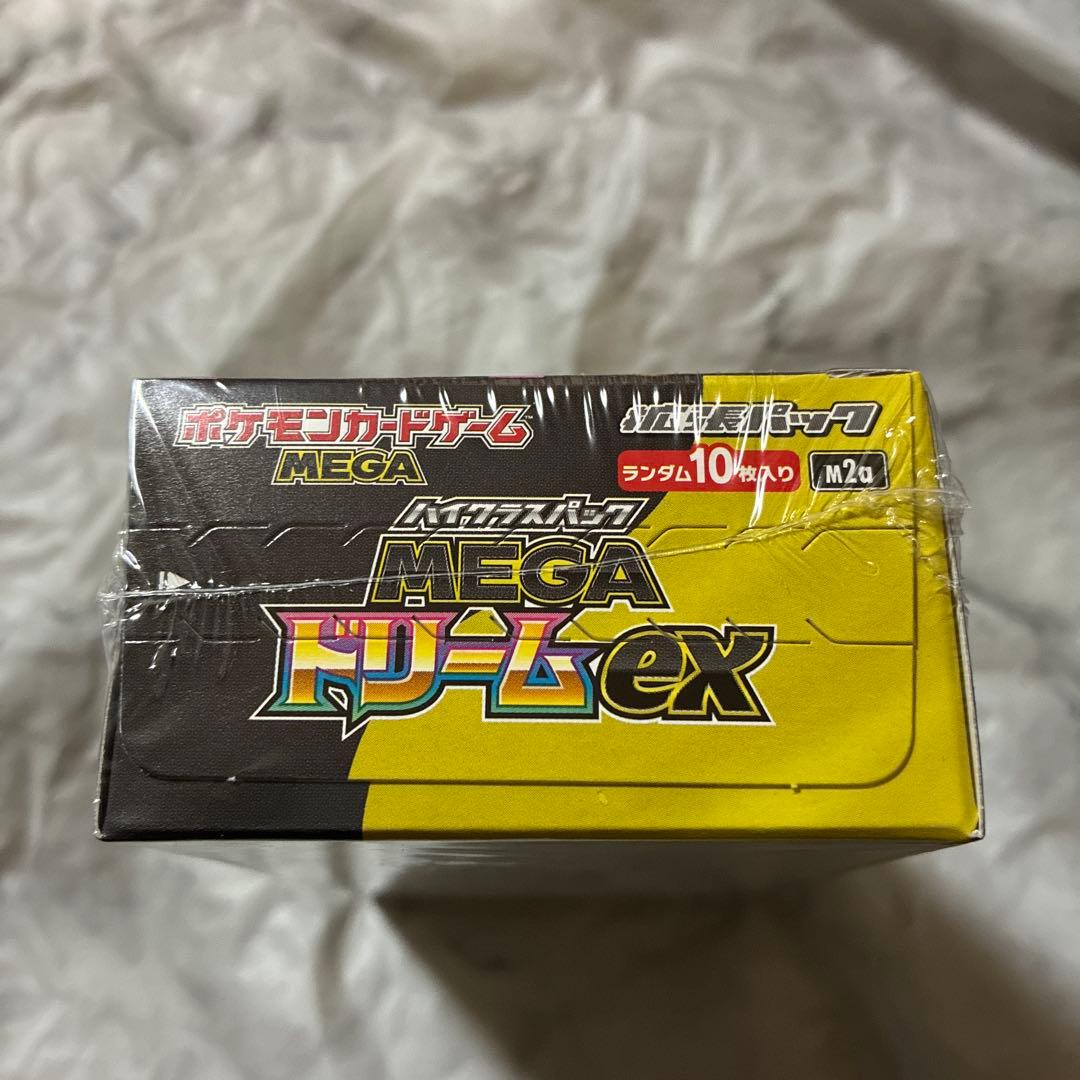 ポケモンカードゲーム™
MEGA
拡張パック
ランダム10枚入り
M2a
ハイクラスパック
MEGA
ドリームex